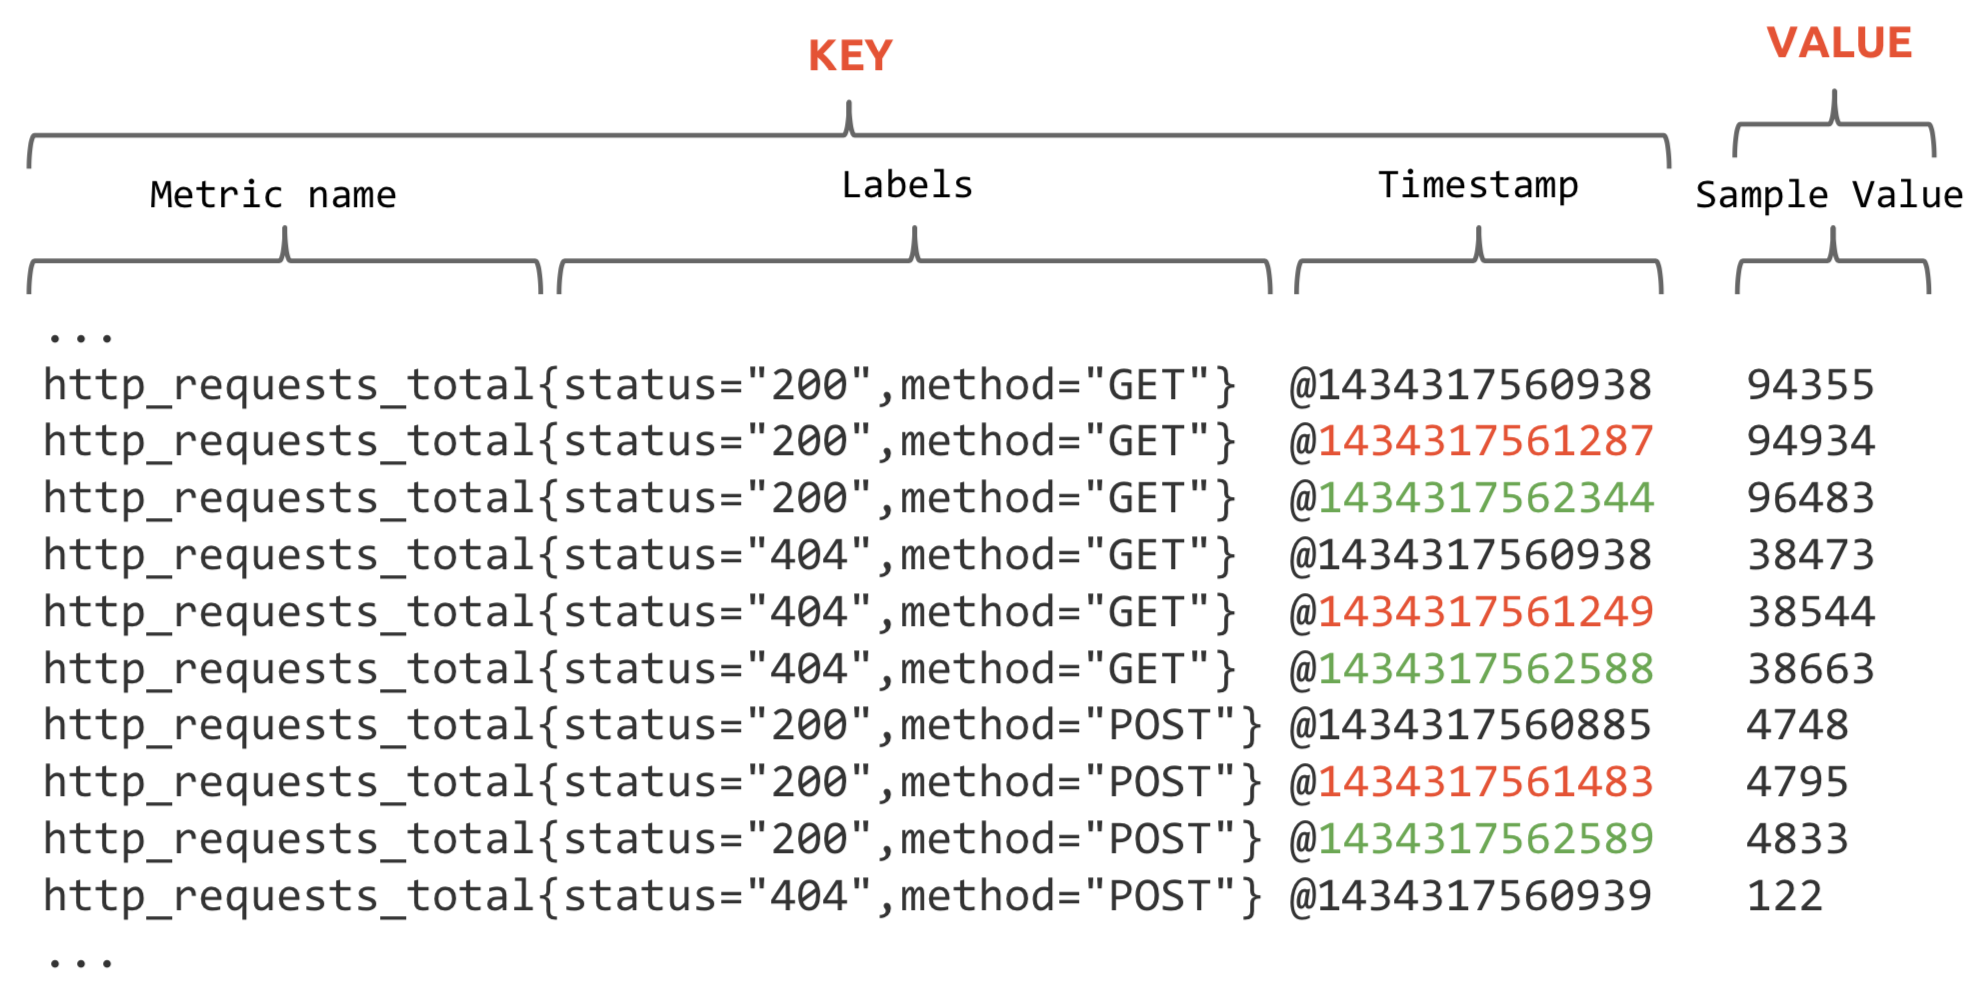 KEY VALUE
Metric name Labels Timestamp Sample Value
...
http_requests_total{status="200",method="GET"} @1434317560938 94355
http_requests_total{status="200",method="GET"} @1434317561287 94934
http_requests_total{status="200",method="GET"} @1434317562344 96483
http_requests_total{status="404",method="GET"} @1434317560938 38473
http_requests_total{status="404",method="GET"} @1434317561249 38544
http_requests_total{status="404",method="GET"} @1434317562588 38663
http_requests_total{status="200",method="POST"} @1434317560885 4748
http_requests_total{status="200",method="POST"} @1434317561483 4795
http_requests_total{status="200",method="POST"} @1434317562589 4833
http_requests_total{status="404",method="POST"} @1434317560939 122
...